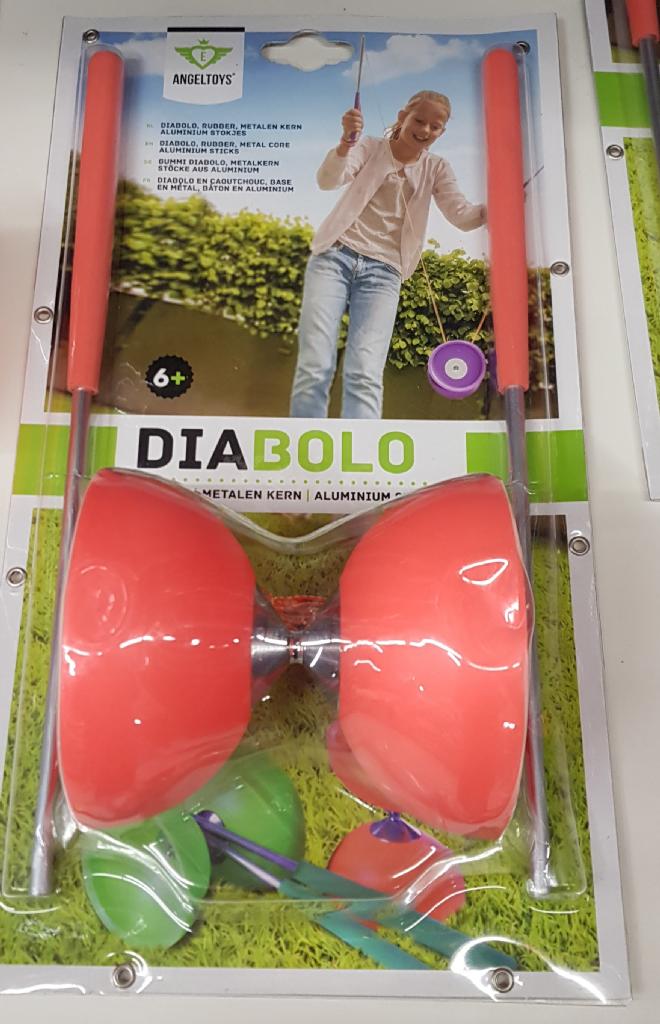 E
ANGELTOYS®
NL DIABOLO, RUBBER, METALEN KERN
ALUMINIUM STOKJES
EN DIABOLO, RUBBER, METAL CORE
ALUMINIUM STICKS
DE GUMMI DIABOLO, METALKERN
STÖCKE AUS ALUMINIUM
FR DIABOLO EN CAOUTCHOUC, BASE
EN MÉTAL, BÂTON EN ALUMINIUM
6+
DIABOLO
METALEN KERN | ALUMINIUM